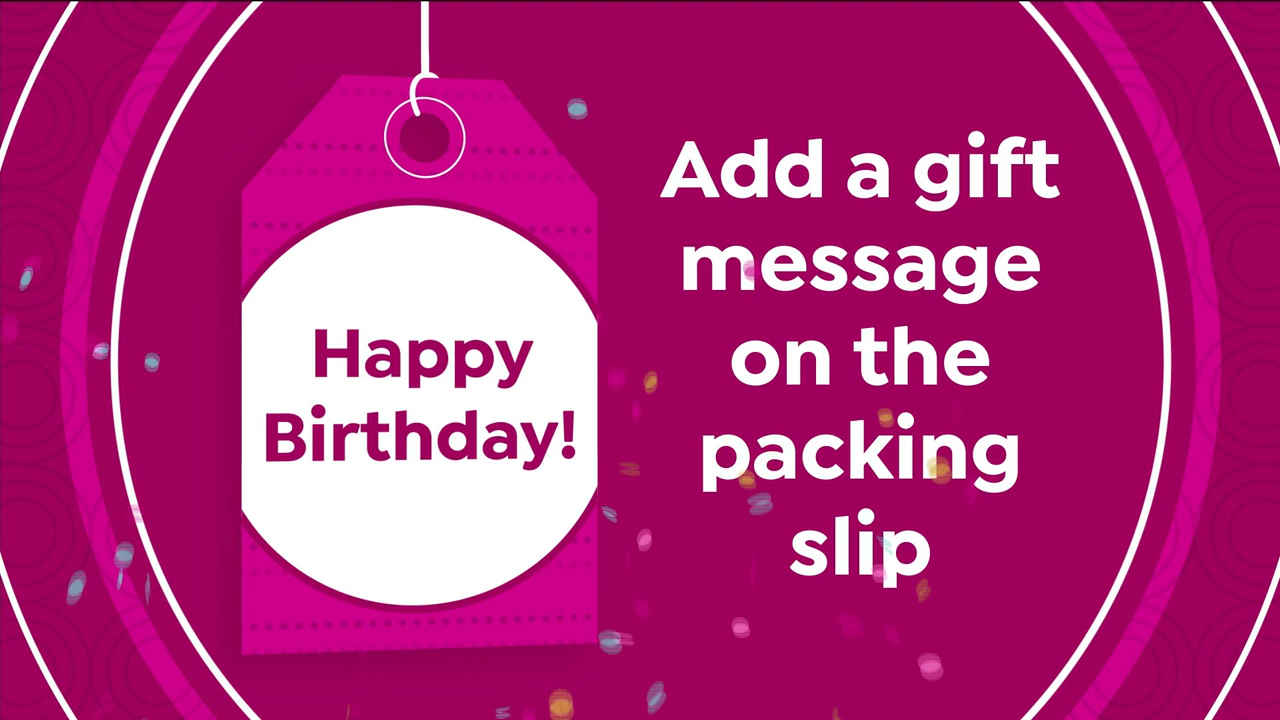 Happy
Birthday!
Add a gift
message
on the
packing
slip